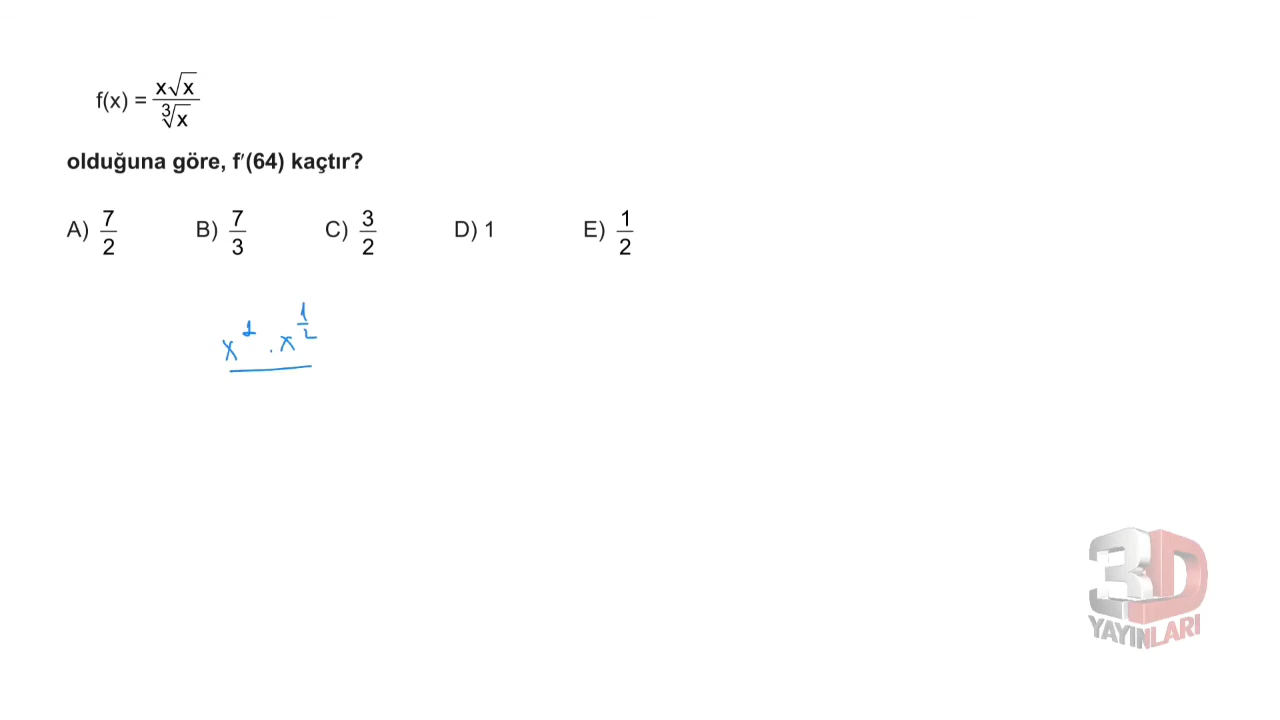 f(x) = x√x / ∛x
olduğuna göre, f′(64) kaçtır?
A) 7/2 B) 7/3 C) 3/2 D) 1 E) 1/2
x^1 . x^(1/2)
3D
YAYINLARI